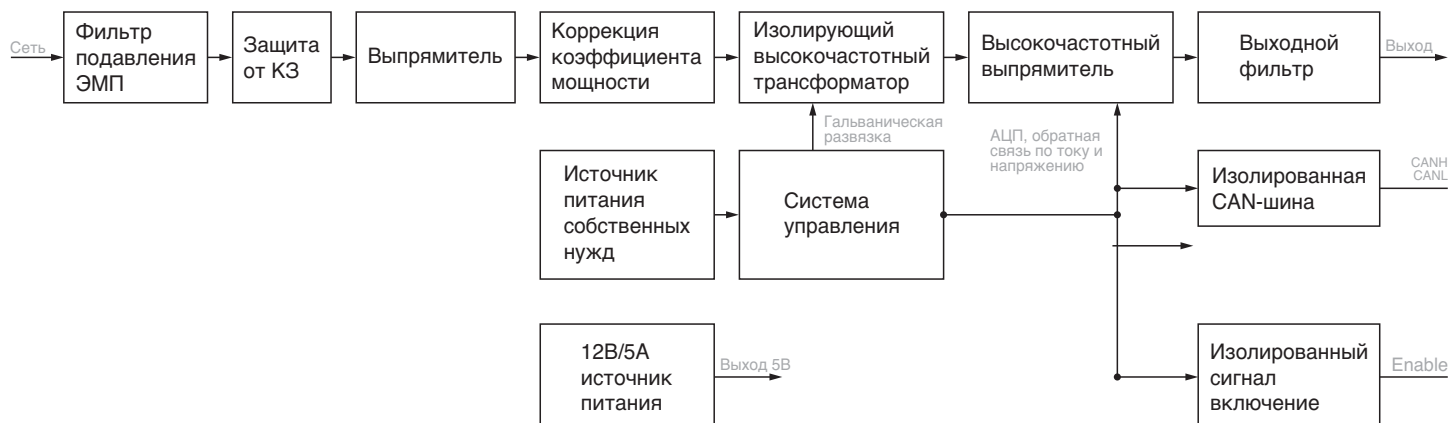 Сеть
Фильтр
подавления
ЭМП
Защита
от КЗ
Выпрямитель
Коррекция
коэффициента
мощности
Изолирующий
высокочастотный
трансформатор
Высокочастотный
выпрямитель
Выходной
фильтр
Выход
Гальваническая
развязка
АЦП, обратная
связь по току и
напряжению
Источник
питания
собственных
нужд
Система
управления
Изолированная
CAN-шина
CANH
CANL
12В/5А
источник
питания
Выход 5В
Изолированный
сигнал
включение
Enable